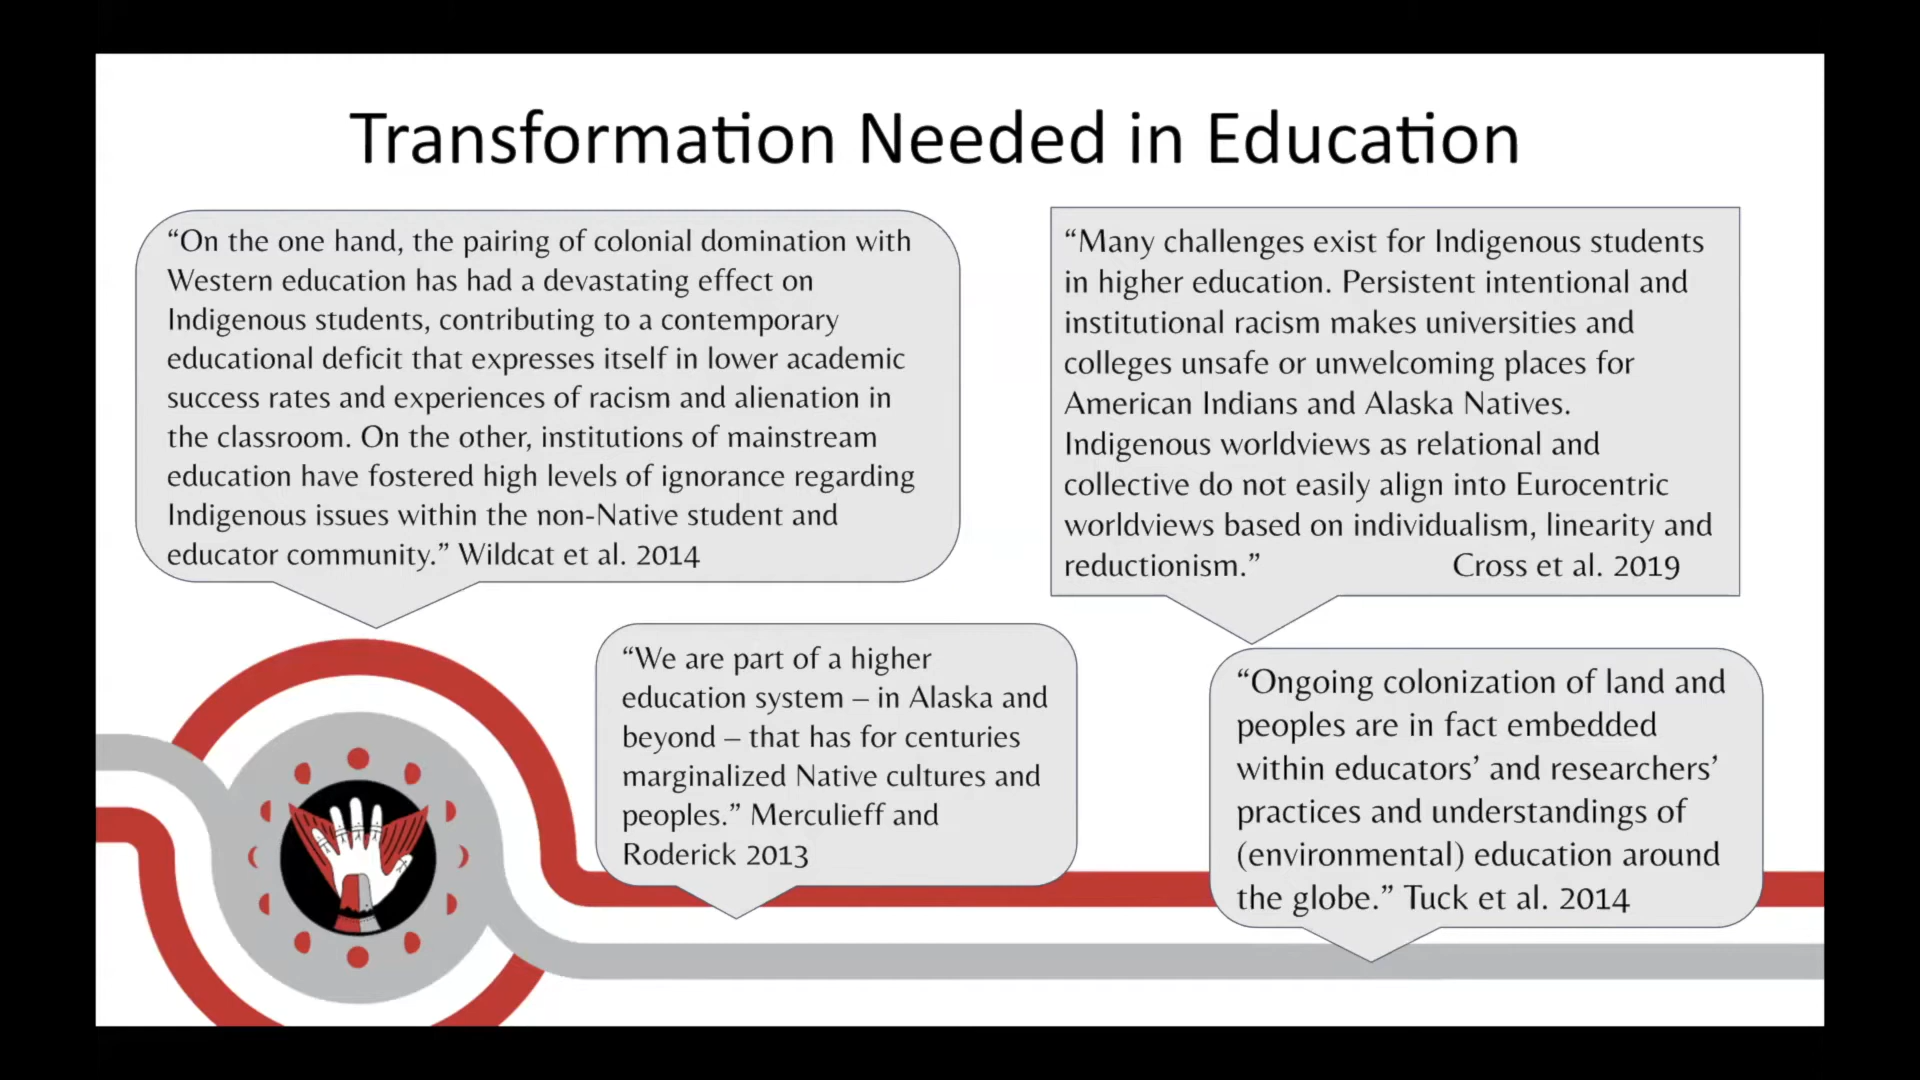 Transformation Needed in Education
“On the one hand, the pairing of colonial domination with
Western education has had a devastating effect on
Indigenous students, contributing to a contemporary
educational deficit that expresses itself in lower academic
success rates and experiences of racism and alienation in
the classroom. On the other, institutions of mainstream
education have fostered high levels of ignorance regarding
Indigenous issues within the non-Native student and
educator community.” Wildcat et al. 2014
“Many challenges exist for Indigenous students
in higher education. Persistent intentional and
institutional racism makes universities and
colleges unsafe or unwelcoming places for
American Indians and Alaska Natives.
Indigenous worldviews as relational and
collective do not easily align into Eurocentric
worldviews based on individualism, linearity and
reductionism.” Cross et al. 2019
“We are part of a higher
education system – in Alaska and
beyond – that has for centuries
marginalized Native cultures and
peoples.” Merculieff and
Roderick 2013
“Ongoing colonization of land and
peoples are in fact embedded
within educators’ and researchers’
practices and understandings of
(environmental) education around
the globe.” Tuck et al. 2014